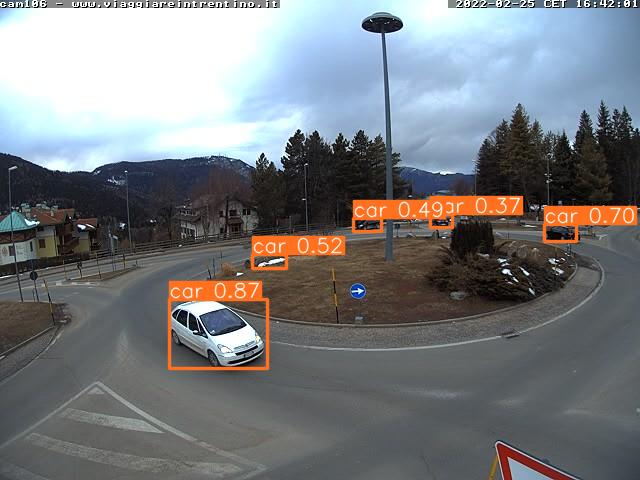 cam106 - www.viaggiareintrentino.it
2022-02-25 CET 16:42:01
car 0.49
ar 0.37
car 0.70
car 0.52
car 0.87